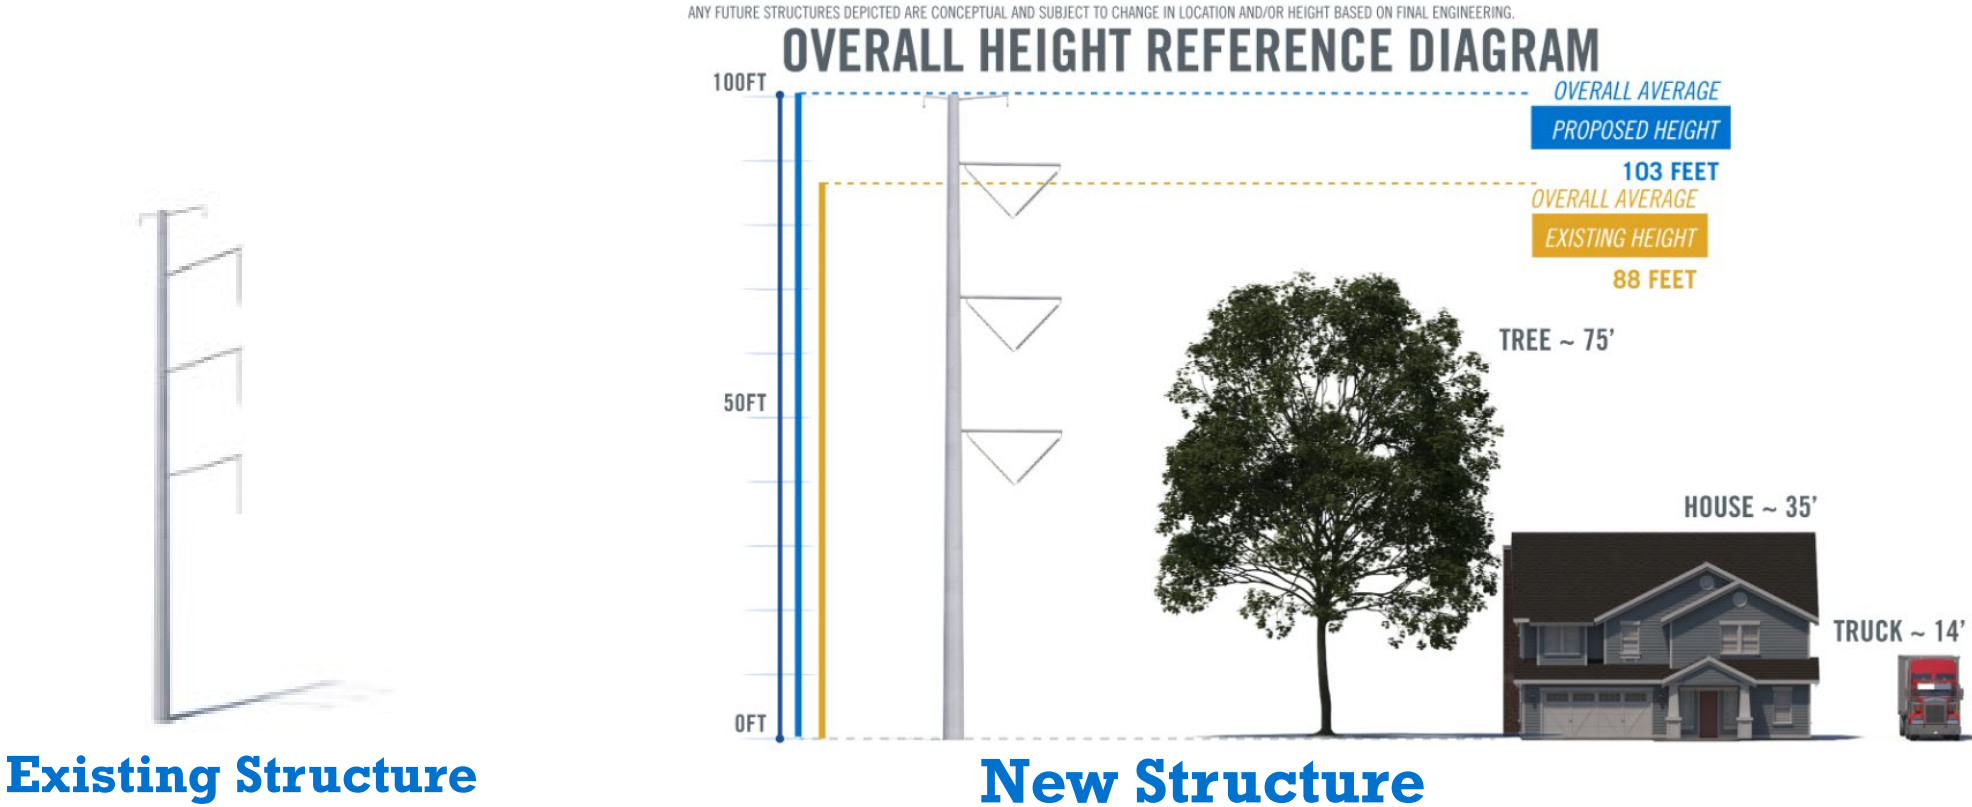 ANY FUTURE STRUCTURES DEPICTED ARE CONCEPTUAL AND SUBJECT TO CHANGE IN LOCATION AND/OR HEIGHT BASED ON FINAL ENGINEERING.
OVERALL HEIGHT REFERENCE DIAGRAM
100FT
OVERALL AVERAGE
PROPOSED HEIGHT
103 FEET
OVERALL AVERAGE
EXISTING HEIGHT
88 FEET
TREE ~ 75'
50FT
HOUSE ~ 35'
TRUCK ~ 14'
0FT
Existing Structure
New Structure